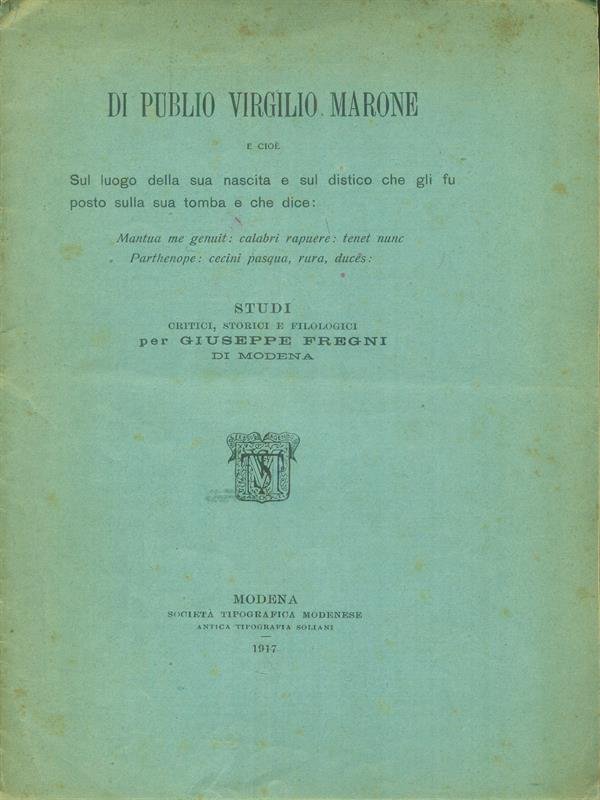 DI PUBLIO VIRGILIO MARONE
E CIOÈ
Sul luogo della sua nascita e sul distico che gli fu
posto sulla sua tomba e che dice:
Mantua me genuit: calabri rapuere: tenet nunc
Parthenope: cecini pasqua, rura, duces:
STUDI
CRITICI, STORICI E FILOLOGICI
per GIUSEPPE FREGNI
DI MODENA
MODENA
SOCIETÀ TIPOGRAFICA MODENESE
ANTICA TIPOGRAFIA SOLIANI
1917